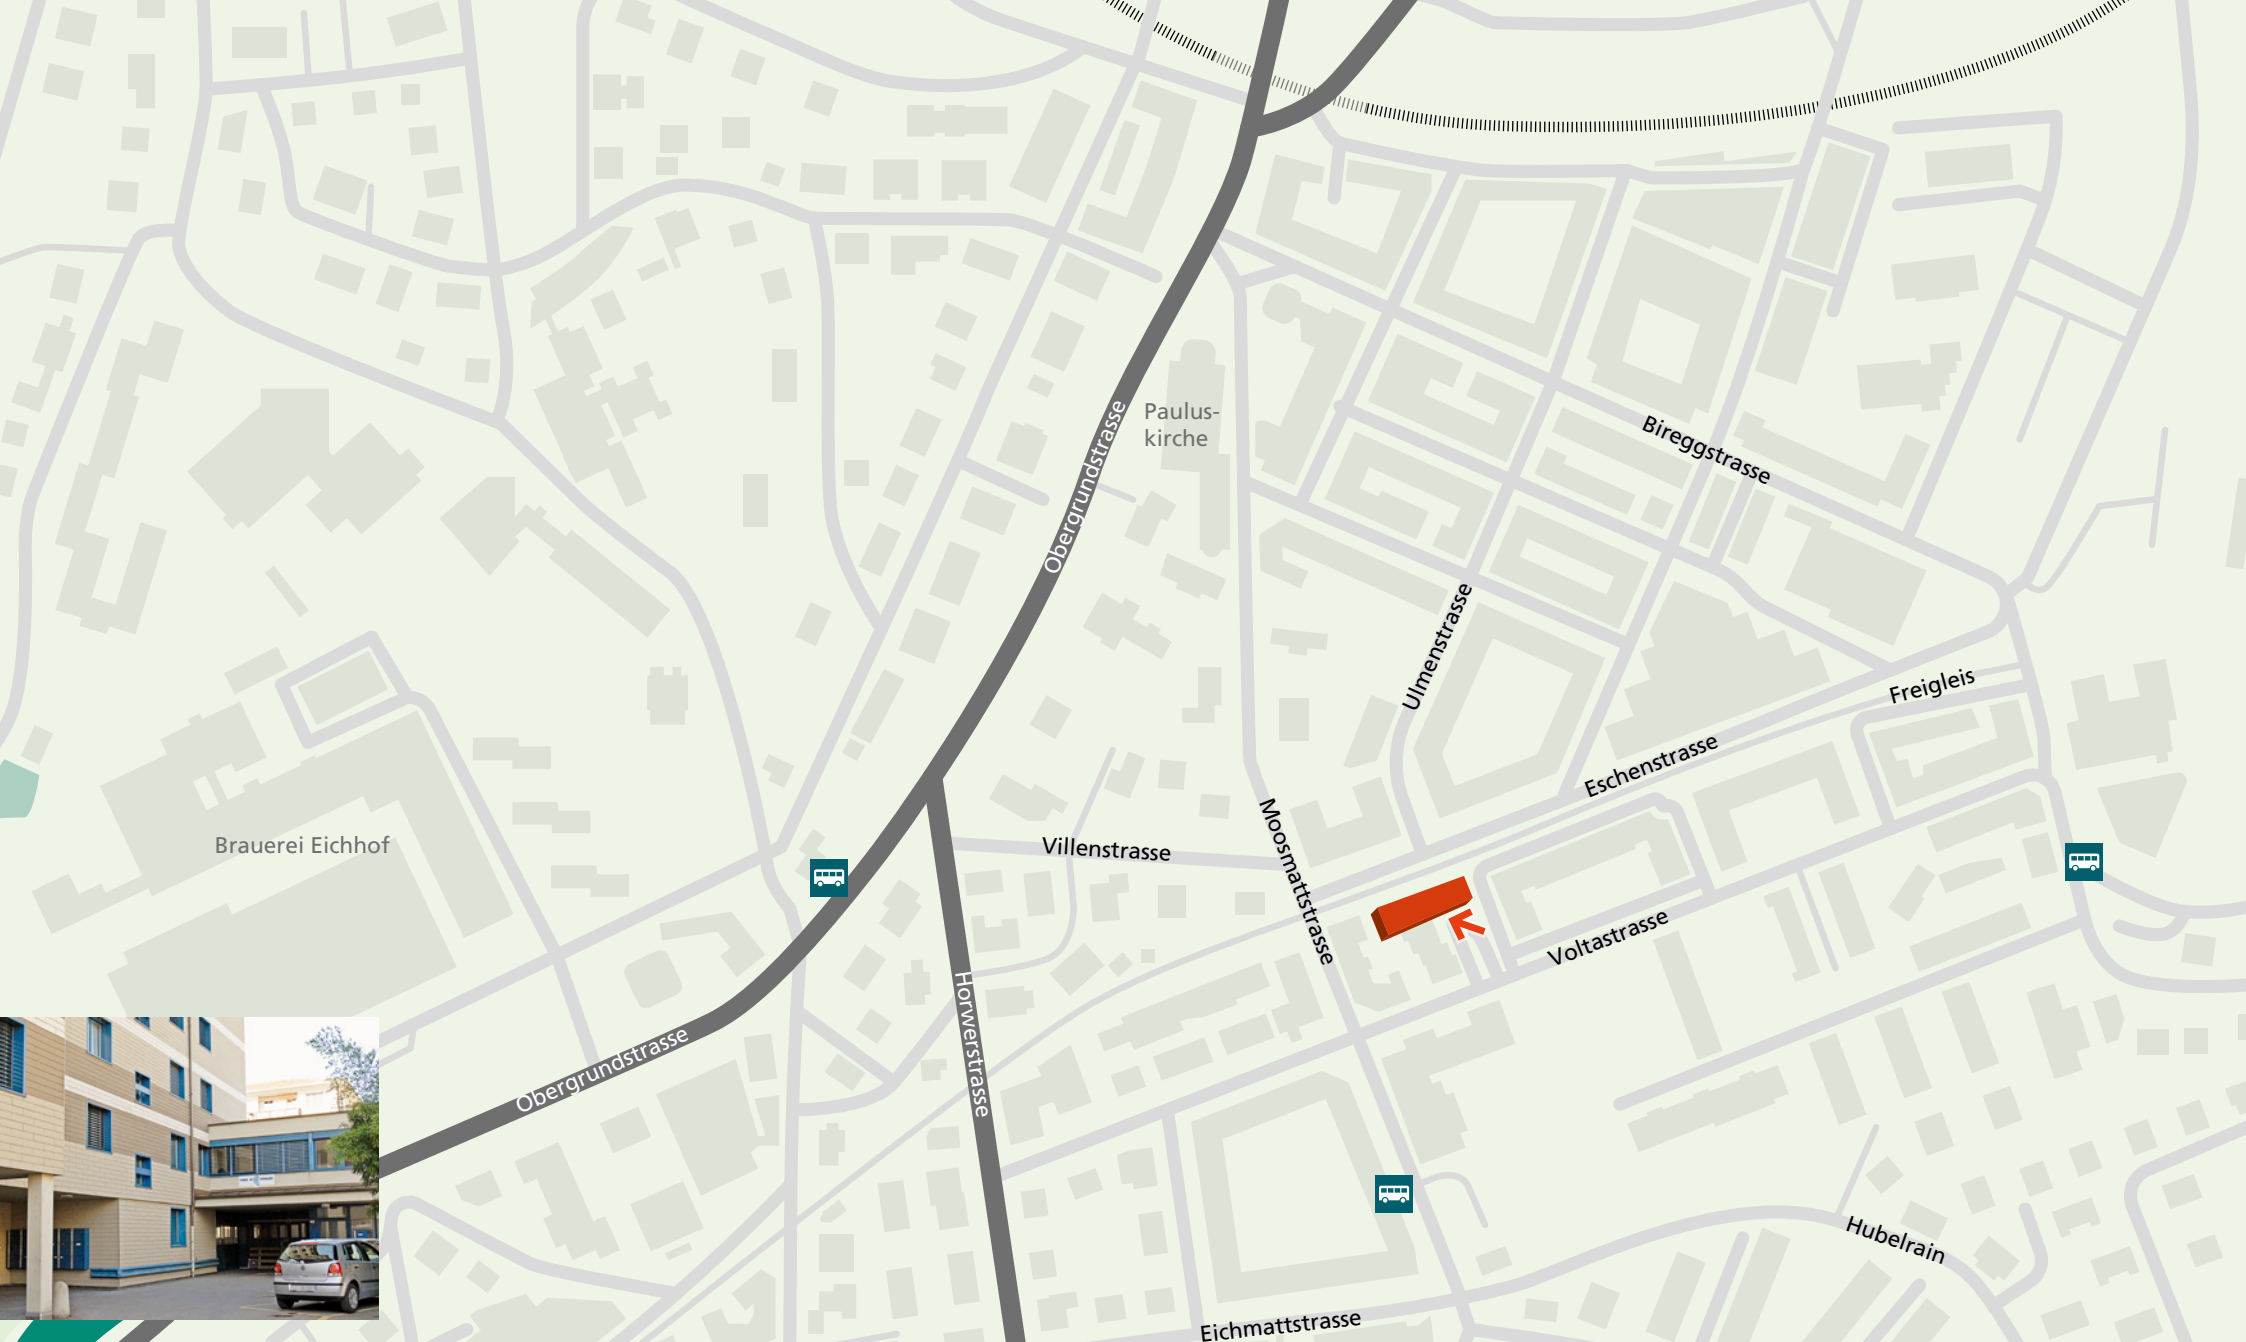 Paulus-
kirche
Obergrundstrasse
Bireggstrasse
Ulmenstrasse
Freigleis
Eschenstrasse
Moosmattstrasse
Villenstrasse
Brauerei Eichhof
Voltastrasse
Horwerstrasse
Obergrundstrasse
Hubelrain
Eichmattstrasse